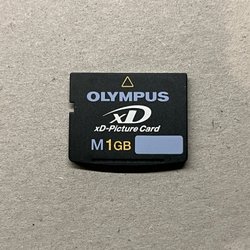 OLYMPUS
xD
xD-Picture Card
M 1GB